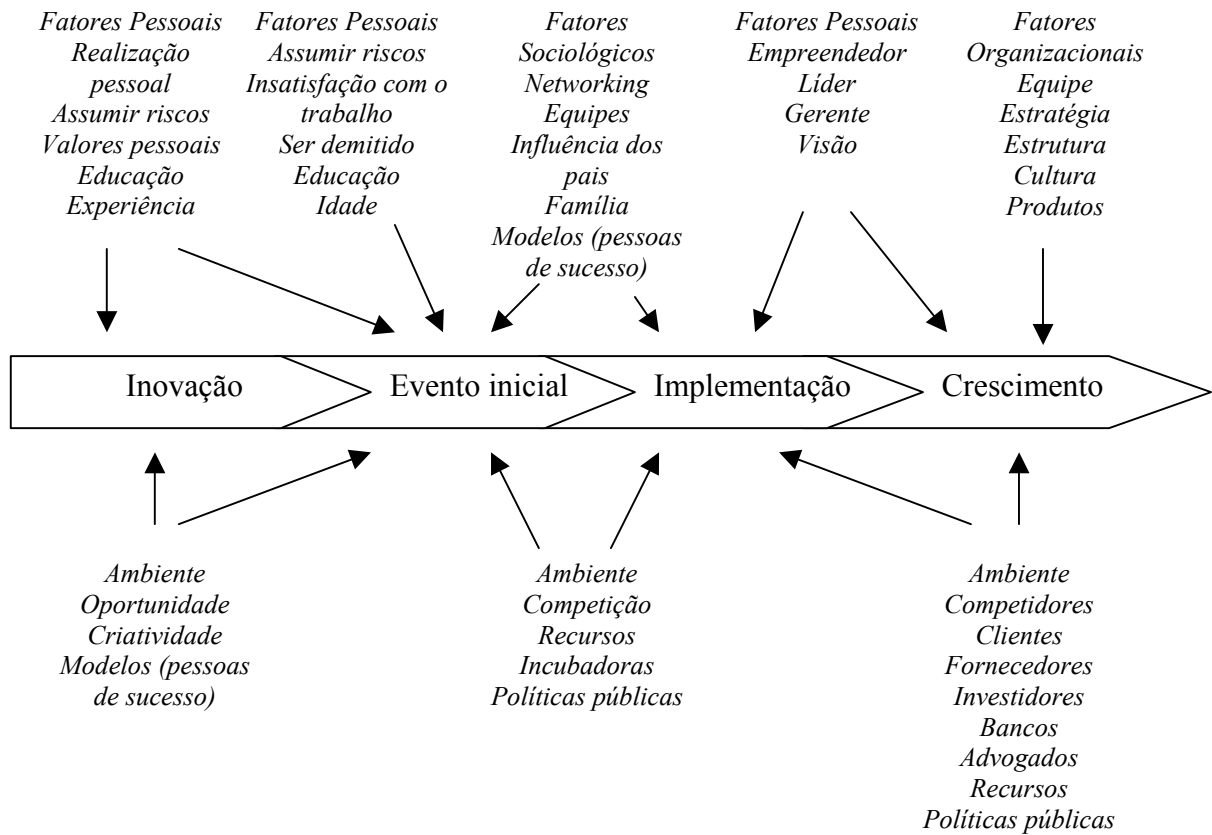 Fatores Pessoais
Realização
pessoal
Assumir riscos
Valores pessoais
Educação
Experiência
Fatores Pessoais
Assumir riscos
Insatisfação com o
trabalho
Ser demitido
Educação
Idade
Fatores
Sociológicos
Networking
Equipes
Influência dos
pais
Família
Modelos (pessoas
de sucesso)
Fatores Pessoais
Empreendedor
Líder
Gerente
Visão
Fatores
Organizacionais
Equipe
Estratégia
Estrutura
Cultura
Produtos
Inovação
Evento inicial
Implementação
Crescimento
Ambiente
Oportunidade
Criatividade
Modelos (pessoas
de sucesso)
Ambiente
Competição
Recursos
Incubadoras
Políticas públicas
Ambiente
Competidores
Clientes
Fornecedores
Investidores
Bancos
Advogados
Recursos
Políticas públicas